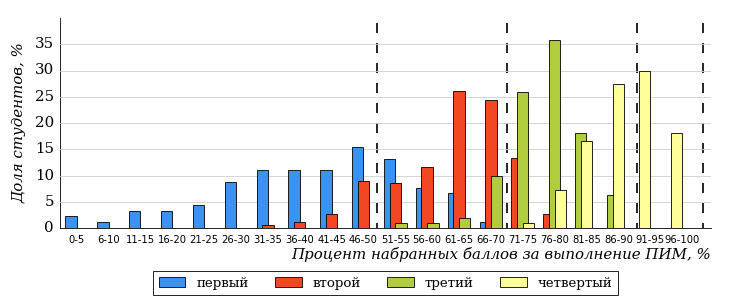 Доля студентов, %
35
30
25
20
15
10
5
0
0-5 6-10 11-15 16-20 21-25 26-30 31-35 36-40 41-45 46-50 51-55 56-60 61-65 66-70 71-75 76-80 81-85 86-90 91-95 96-100
Процент набранных баллов за выполнение ПИМ, %
первый второй третий четвертый